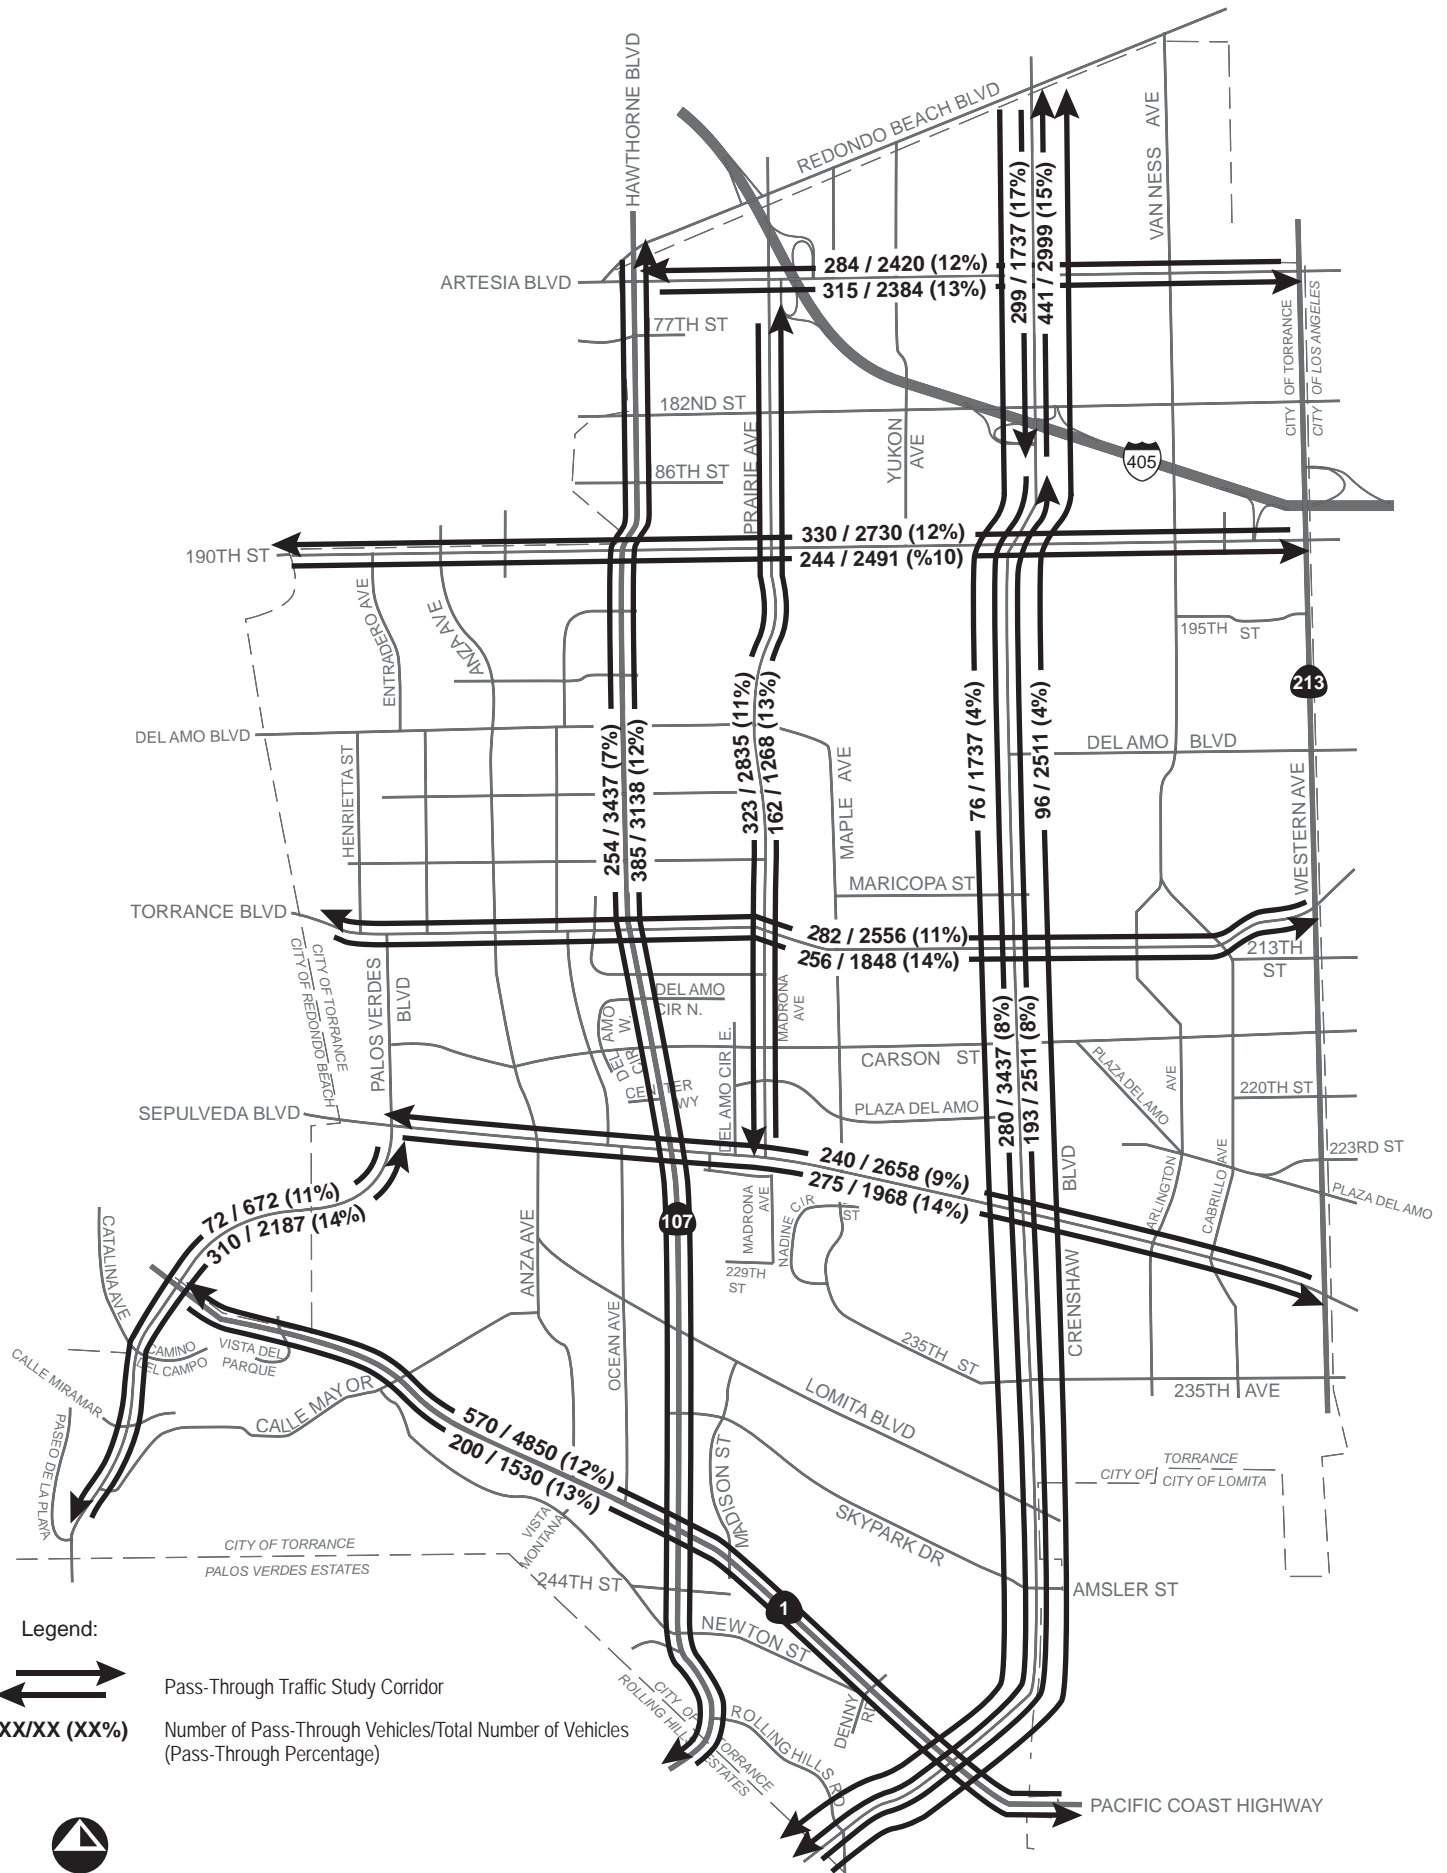 HAWTHORNE BLVD
REDONDO BEACH BLVD
VAN NESS AVE
ARTESIA BLVD
284 / 2420 (12%)
315 / 2384 (13%)
299 / 1737 (17%)
441 / 2999 (15%)
CITY OF TORRANCE
CITY OF LOS ANGELES
77TH ST
182ND ST
PRAIRIE AVE
YUKON
AVE
86TH ST
405
190TH ST
330 / 2730 (12%)
244 / 2491 (%10)
ENTRADERO AVE
ANZA AVE
195TH ST
213
DEL AMO BLVD
HENRIETTA ST
254 / 3437 (7%)
385 / 3138 (12%)
323 / 2835 (11%)
162 / 1268 (13%)
MAPLE AVE
76 / 1737 (4%)
96 / 2511 (4%)
DEL AMO BLVD
WESTERN AVE
MARICOPA ST
TORRANCE BLVD
282 / 2556 (11%)
256 / 1848 (14%)
213TH
ST
CITY OF TORRANCE
CITY OF REDONDO BEACH
PALOS VERDES
BLVD
DEL AMO
CIR N.
DEL AMO
CIR W.
MADRONA
AVE
DEL AMO CIR E.
CENTER
WY
CARSON ST
PLAZA DEL AMO
280 / 3437 (8%)
193 / 2511 (8%)
PLAZA DEL AMO
AVE
220TH ST
SEPULVEDA BLVD
240 / 2658 (9%)
275 / 1968 (14%)
BLVD
ARLINGTON
CABRILLO AVE
223RD ST
PLAZA DEL AMO
72 / 672 (11%)
310 / 2187 (14%)
CATALINA AVE
107
MADRONA
AVE
NADINE CIR
ST
229TH
ST
ANZA AVE
OCEAN AVE
CRENSHAW
CAMINO
DEL CAMPO
VISTA DEL
PARQUE
CALLE MIRAMAR
CALLE MAYOR
235TH ST
235TH AVE
LOMITA BLVD
PASEO DE LA PLAYA
570 / 4850 (12%)
200 / 1530 (13%)
MADISON ST
CITY OF
TORRANCE
CITY OF LOMITA
SKYPARK DR
VISTA
MONTANA
CITY OF TORRANCE
PALOS VERDES ESTATES
244TH ST
AMSLER ST
1
NEWTON ST
Legend:
Pass-Through Traffic Study Corridor
XX/XX (XX%)
Number of Pass-Through Vehicles/Total Number of Vehicles
(Pass-Through Percentage)
CITY OF TORRANCE
ROLLING HILLS ESTATES
ROLLING HILLS RD
DENNY
PACIFIC COAST HIGHWAY